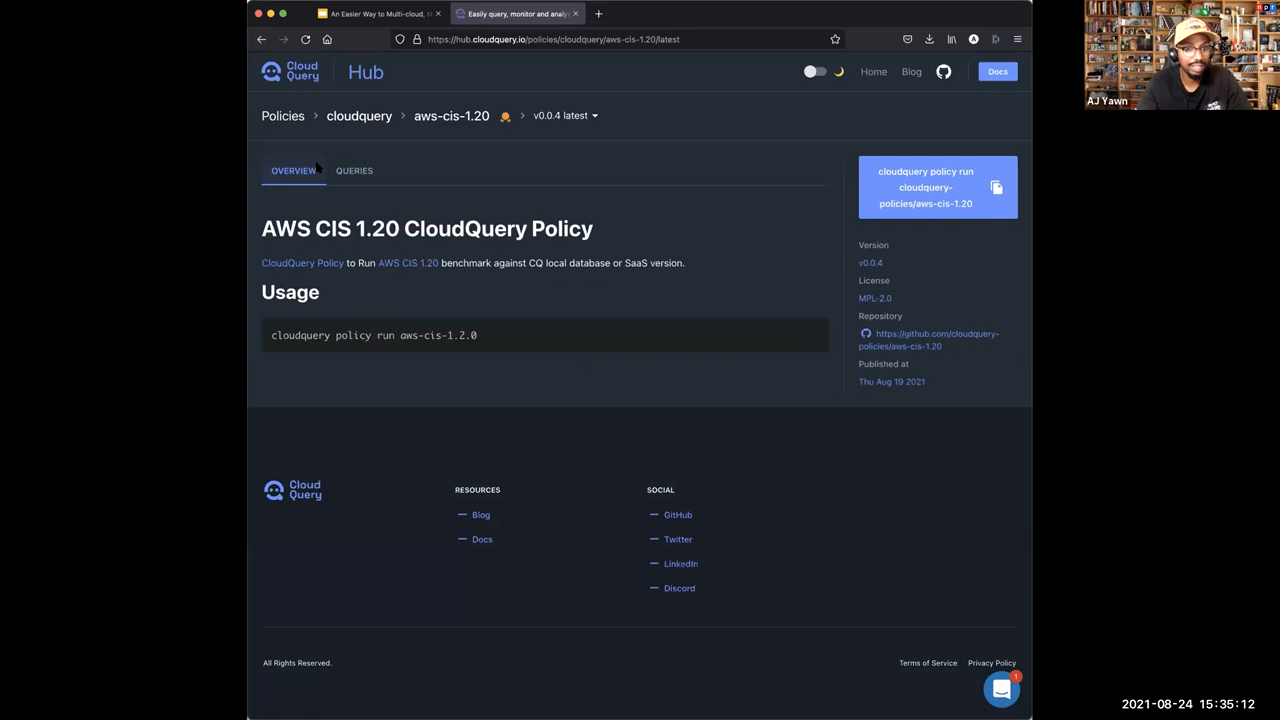 An Easier Way to Multi-cloud,
Easily query, monitor and analyz
https://hub.cloudquery.io/policies/cloudquery/aws-cis-1.20/latest
Cloud Query
Hub
Home
Blog
Docs
Policies > cloudquery > aws-cis-1.20 > v0.0.4 latest
OVERVIEW
QUERIES
AWS CIS 1.20 CloudQuery Policy
CloudQuery Policy to Run AWS CIS 1.20 benchmark against CQ local database or SaaS version.
Usage
cloudquery policy run aws-cis-1.2.0
cloudquery policy run
cloudquery-
policies/aws-cis-1.20
Version
v0.0.4
License
MPL-2.0
Repository
https://github.com/cloudquery-
policies/aws-cis-1.20
Published at
Thu Aug 19 2021
Cloud
Query
RESOURCES
Blog
Docs
SOCIAL
GitHub
Twitter
LinkedIn
Discord
All Rights Reserved.
Terms of Service
Privacy Policy
1
AJ Yawn
npr
2021-08-24 15:35:12